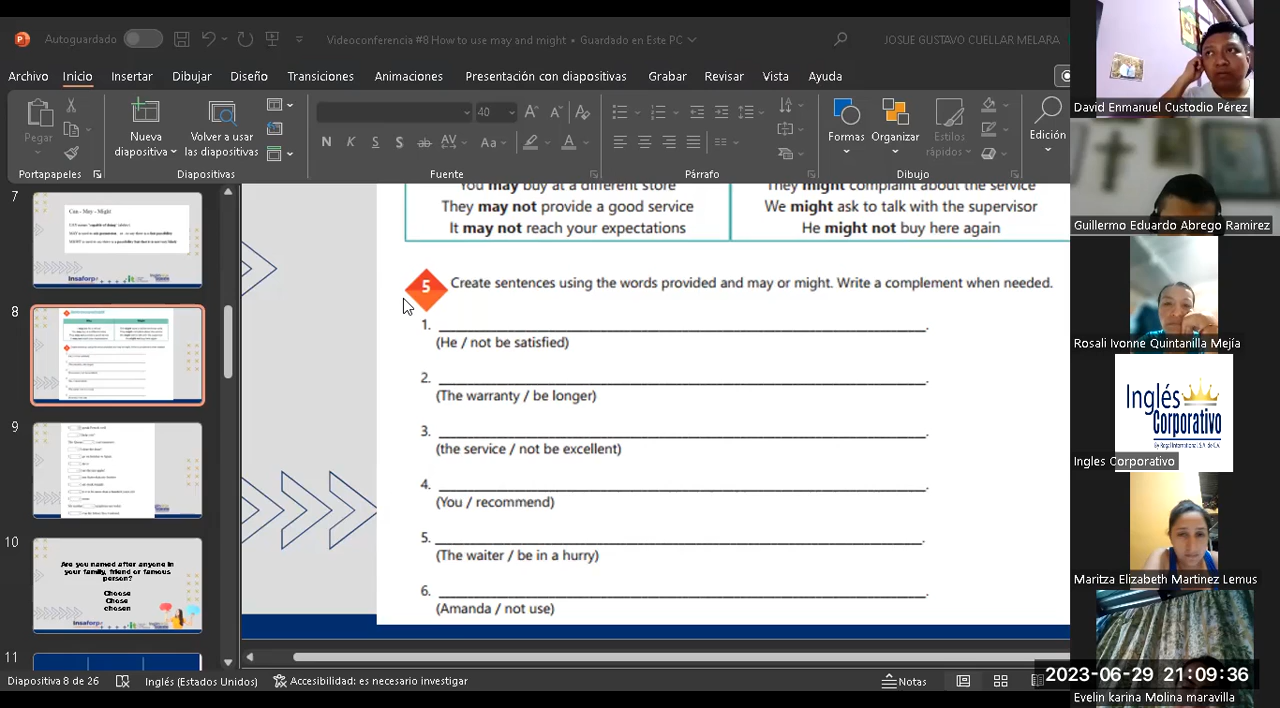 Autoguardado
Videoconferencia #8 How to use may and might • Guardado en Este PC
JOSUE GUSTAVO CUELLAR MELARA
Archivo Inicio Insertar Dibujar Diseño Transiciones Animaciones Presentación con diapositivas Grabar Revisar Vista Ayuda
Pegar
Nueva diapositiva
Volver a usar las diapositivas
40
N K S S ab AV Aa A
Formas Organizar Estilos rápidos Edición
Portapapeles Diapositivas Fuente Párrafo Dibujo
7
Can - May - Might
Insaforp
8
9
10
Are you named after anyone in
your family, friend or famous
person?
Choose
Chose
chosen
Insaforp
11
You may buy at a different store
They may not provide a good service
It may not reach your expectations
They might complaint about the service
We might ask to talk with the supervisor
He might not buy here again
5 Create sentences using the words provided and may or might. Write a complement when needed.
1. .
(He / not be satisfied)
2. .
(The warranty / be longer)
3. .
(the service / not be excellent)
4. .
(You / recommend)
5. .
(The waiter / be in a hurry)
6. .
(Amanda / not use)
Diapositiva 8 de 26 Inglés (Estados Unidos) Accesibilidad: es necesario investigar Notas
David Enmanuel Custodio Pérez
Guillermo Eduardo Abrego Ramirez
Rosali Ivonne Quintanilla Mejía
Inglés
Corporativo
Ingles Corporativo
Maritza Elizabeth Martinez Lemus
2023-06-29 21:09:36
Evelin karina Molina maravilla